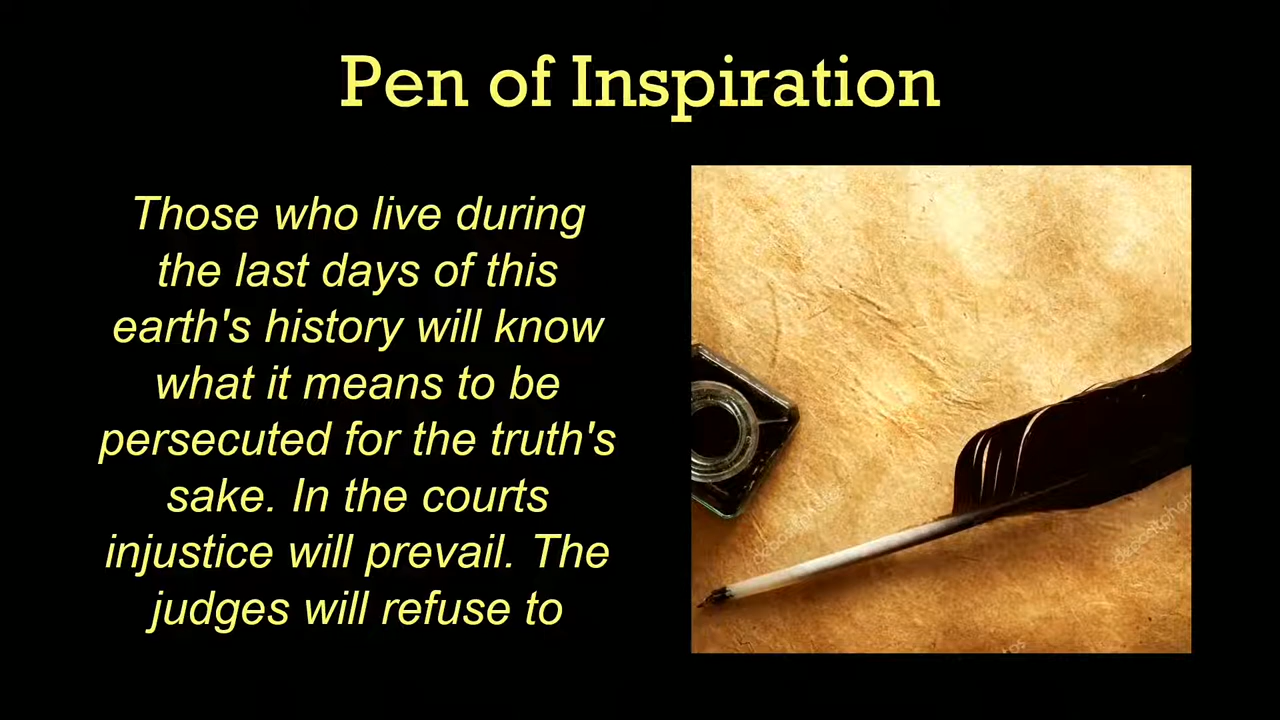 Pen of Inspiration
Those who live during
the last days of this
earth's history will know
what it means to be
persecuted for the truth's
sake. In the courts
injustice will prevail. The
judges will refuse to